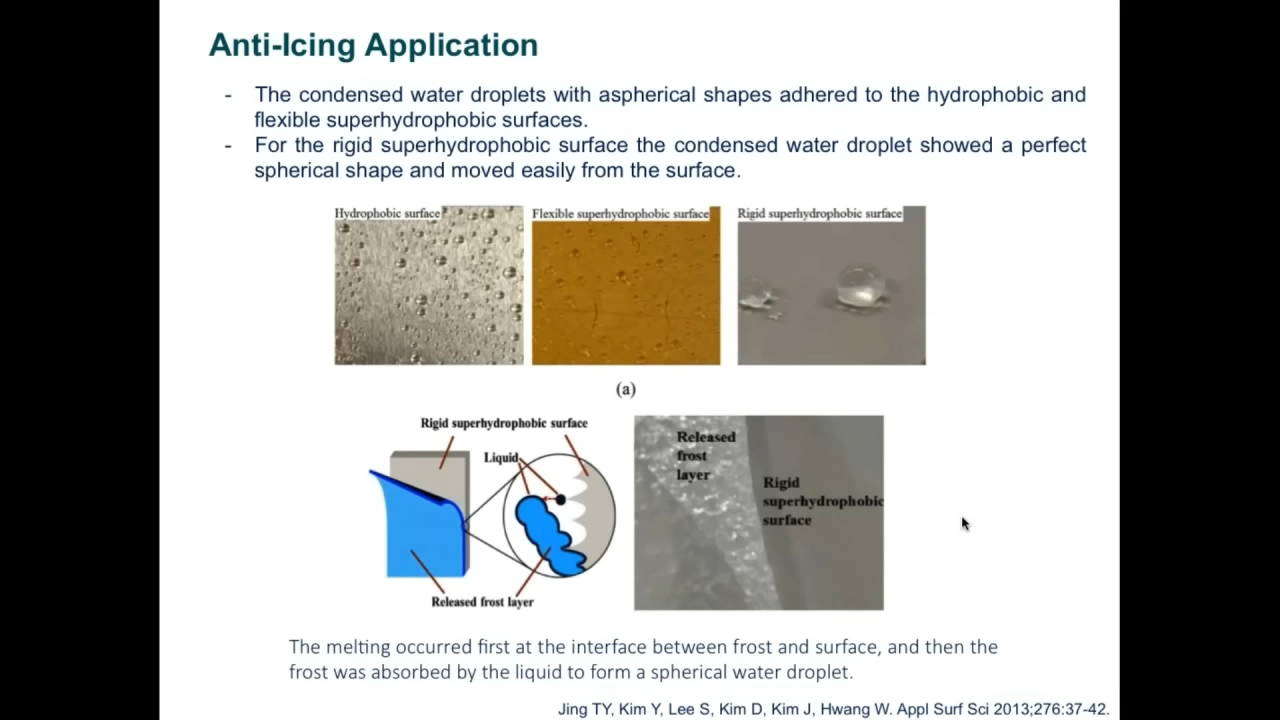 Anti-Icing Application
- The condensed water droplets with aspherical shapes adhered to the hydrophobic and
flexible superhydrophobic surfaces.
- For the rigid superhydrophobic surface the condensed water droplet showed a perfect
spherical shape and moved easily from the surface.
Hydrophobic surface
Flexible superhydrophobic surface
Rigid superhydrophobic surface
(a)
Rigid superhydrophobic surface
Liquid
Released frost layer
Released
frost
layer
Rigid
superhydrophobic
surface
The melting occurred first at the interface between frost and surface, and then the
frost was absorbed by the liquid to form a spherical water droplet.
Jing TY, Kim Y, Lee S, Kim D, Kim J, Hwang W. Appl Surf Sci 2013;276:37-42.